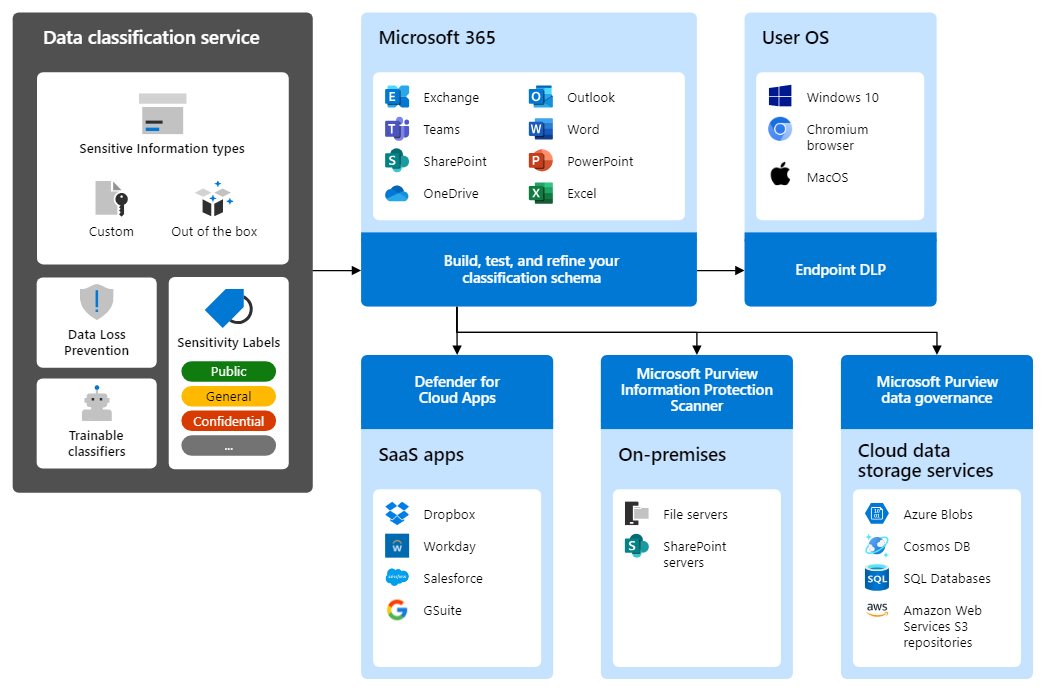 Data classification service
Sensitive Information types
Custom
Out of the box
Data Loss
Prevention
Sensitivity Labels
Public
General
Confidential
...
Trainable
classifiers
Microsoft 365
Exchange
Outlook
Teams
Word
SharePoint
PowerPoint
OneDrive
Excel
Build, test, and refine your
classification schema
User OS
Windows 10
Chromium
browser
MacOS
Endpoint DLP
Defender for
Cloud Apps
SaaS apps
Dropbox
Workday
Salesforce
GSuite
Microsoft Purview
Information Protection
Scanner
On-premises
File servers
SharePoint
servers
Microsoft Purview
data governance
Cloud data
storage services
Azure Blobs
Cosmos DB
SQL
SQL Databases
aws
Amazon Web
Services S3
repositories